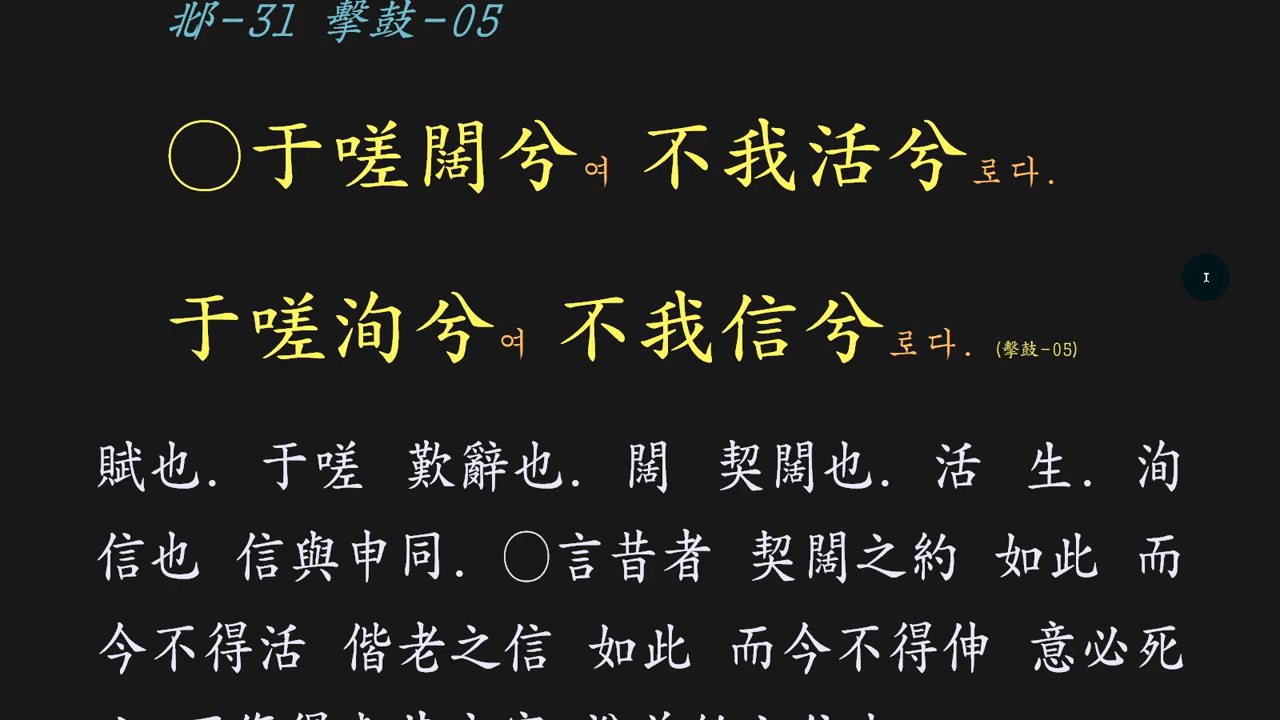 邶-31 擊鼓-05
○于嗟闊兮여 不我活兮로다.
于嗟洵兮여 不我信兮로다. (擊鼓-05)
賦也. 于嗟 歎辭也. 闊 契闊也. 活 生. 洵
信也 信與申同. ○言昔者 契闊之約 如此 而
今不得活 偕老之信 如此 而今不得伸 意必死